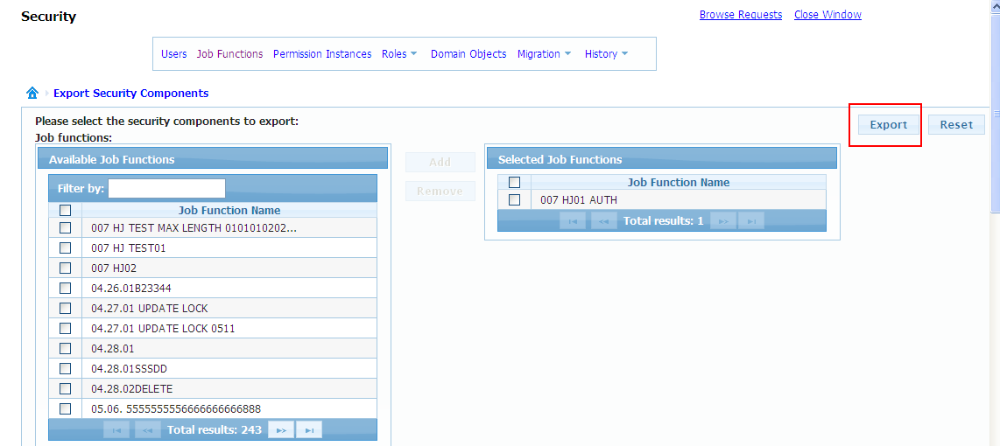 Security
Browse Requests Close Window
Users Job Functions Permission Instances Roles Domain Objects Migration History
Export Security Components
Please select the security components to export:
Export Reset
Job functions:
Available Job Functions
Filter by:
Job Function Name
007 HJ TEST MAX LENGTH 0101010202...
007 HJ TEST01
007 HJ02
04.26.01B23344
04.27.01 UPDATE LOCK
04.27.01 UPDATE LOCK 0511
04.28.01
04.28.01SSSDD
04.28.02DELETE
05.06. 5555555556666666666888
Total results: 243
Add
Remove
Selected Job Functions
Job Function Name
007 HJ01 AUTH
Total results: 1